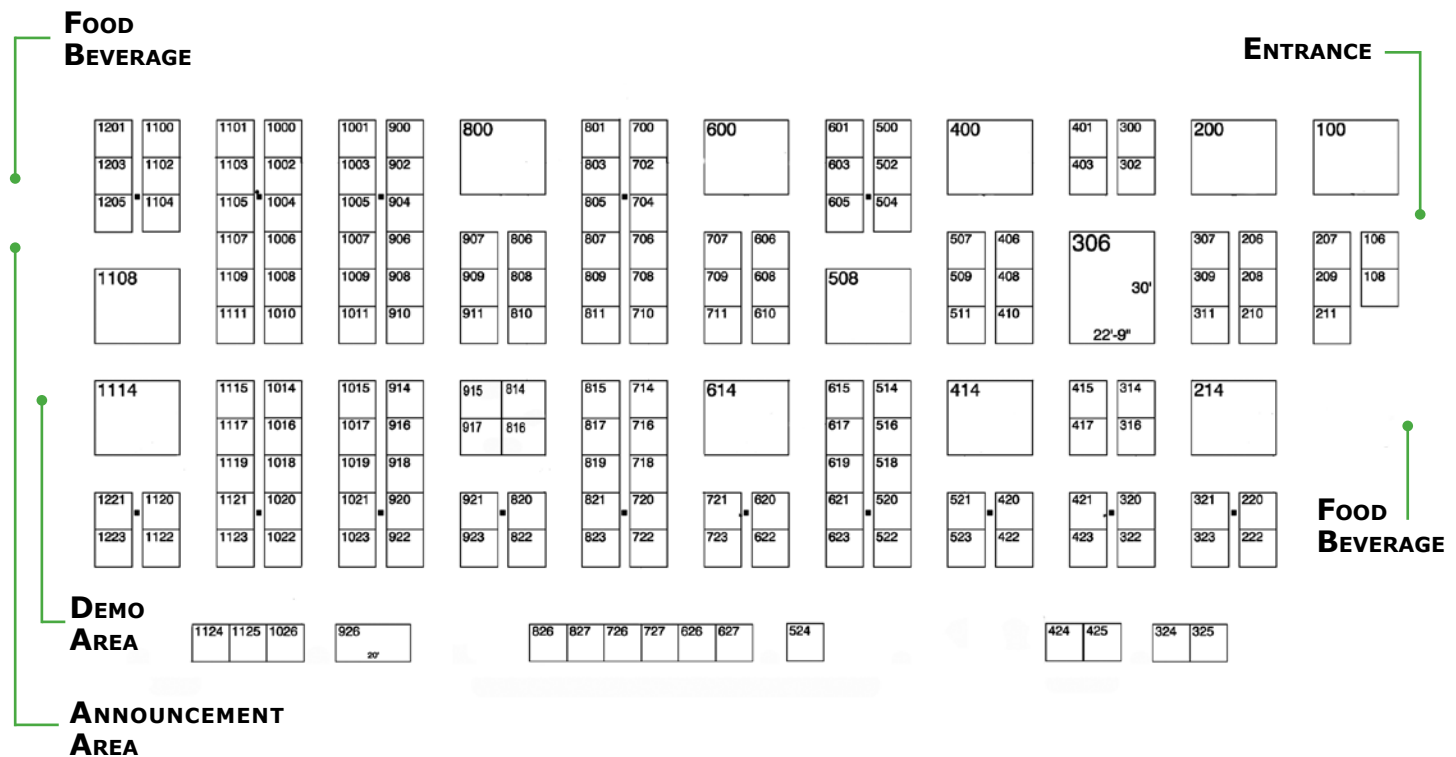 FOOD
BEVERAGE
ENTRANCE
1201 1100 1101 1000 1001 900 800 801 700 600 601 500 400 401 300 200 100
1203 1102 1103 1002 1003 902 803 702 603 502 403 302
1205 1104 1105 1004 1005 904 805 704 605 504
1107 1006 1007 906 907 806 807 706 707 606 507 406 306 307 206 207 106
1108 1109 1008 1009 908 909 808 809 708 709 608 508 509 408 30' 309 208 209 108
1111 1010 1011 910 911 810 811 710 711 610 511 410 22'-9" 311 210 211
1114 1115 1014 1015 914 915 814 815 714 614 615 514 414 415 314 214
1117 1016 1017 916 917 816 817 716 617 516 417 316
1119 1018 1019 918 819 718 619 518
1221 1120 1121 1020 1021 920 921 820 821 720 721 620 621 520 521 420 421 320 321 220
1223 1122 1123 1022 1023 922 923 822 823 722 723 622 623 522 523 422 423 322 323 222
FOOD
BEVERAGE
DEMO
AREA
1124 1125 1026 926 826 827 726 727 626 627 524 424 425 324 325
20'
ANNOUNCEMENT
AREA